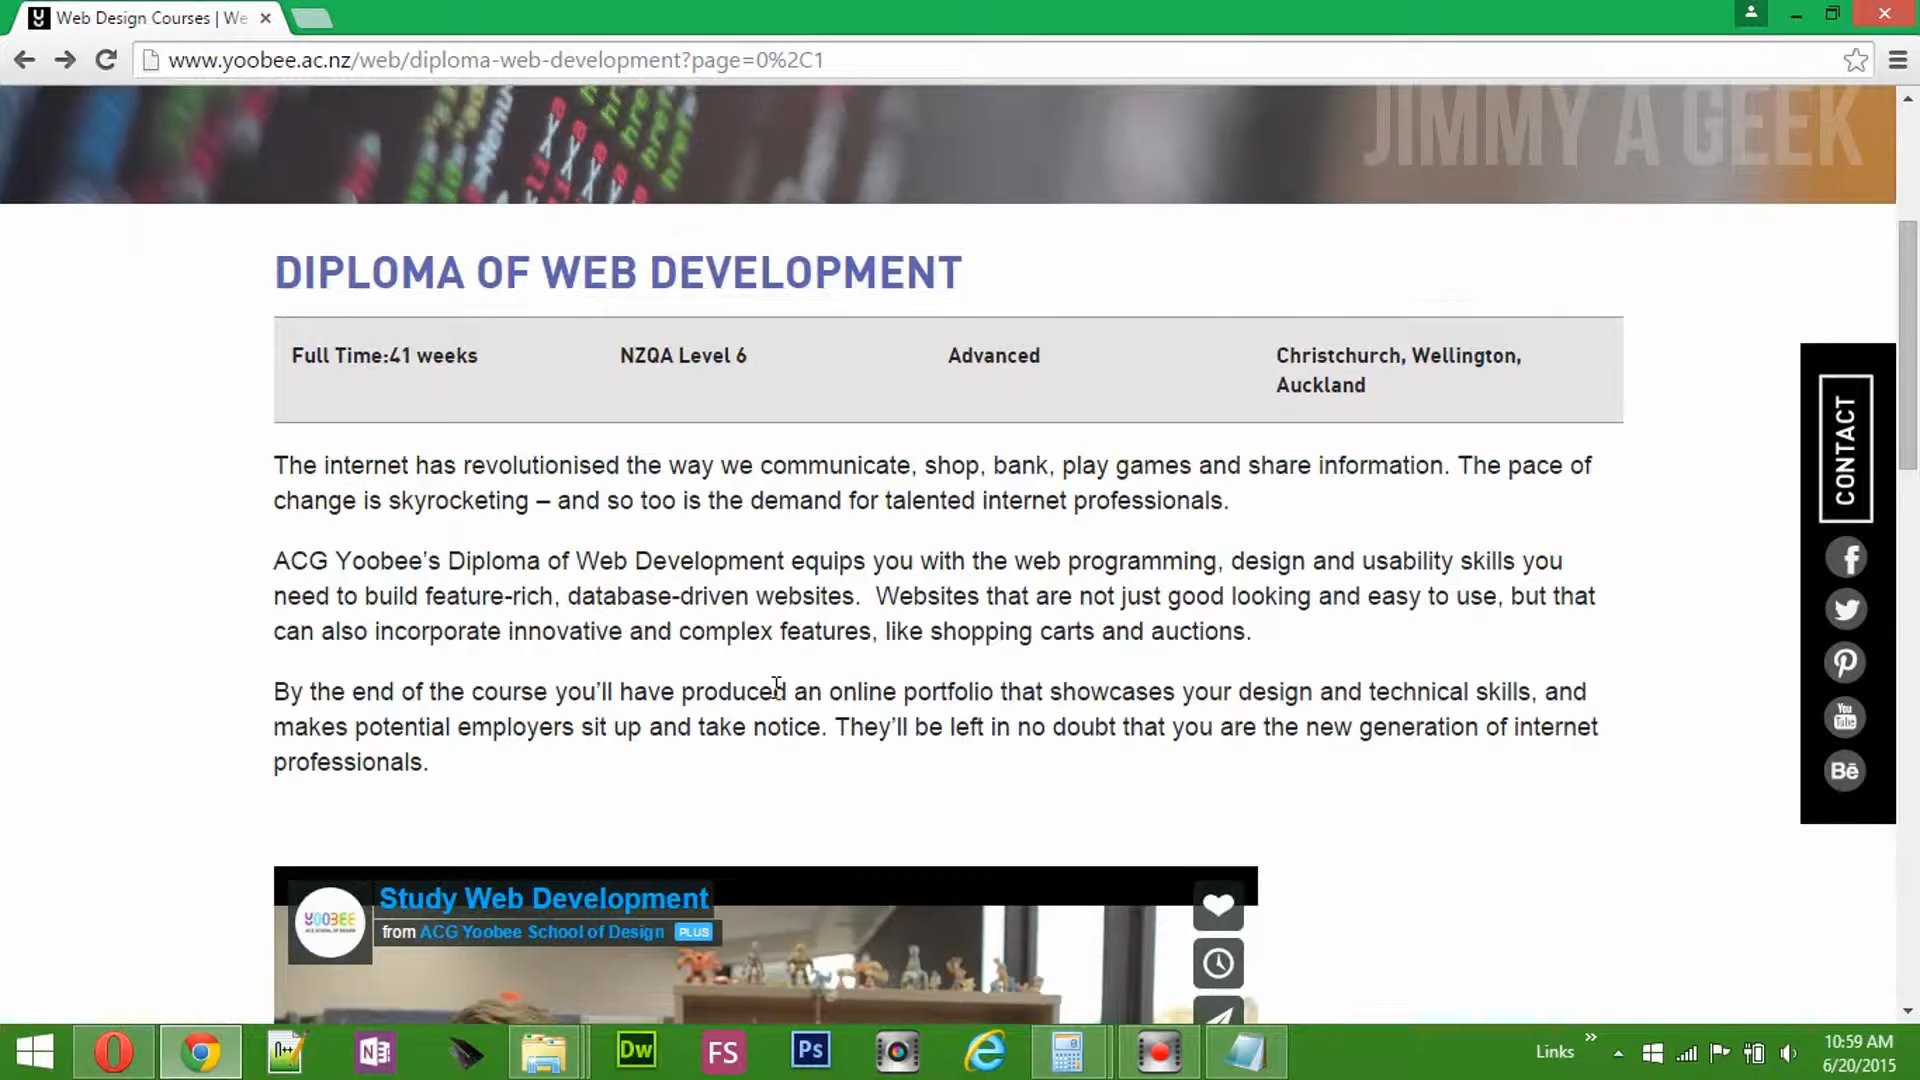 Web Design Courses | We
www.yoobee.ac.nz/web/diploma-web-development?page=0%2C1
JIMMY A GEEK
href
href
DIPLOMA OF WEB DEVELOPMENT
Full Time:41 weeks
NZQA Level 6
Advanced
Christchurch, Wellington,
Auckland
The internet has revolutionised the way we communicate, shop, bank, play games and share information. The pace of
change is skyrocketing – and so too is the demand for talented internet professionals.
ACG Yoobee’s Diploma of Web Development equips you with the web programming, design and usability skills you
need to build feature-rich, database-driven websites.  Websites that are not just good looking and easy to use, but that
can also incorporate innovative and complex features, like shopping carts and auctions.
By the end of the course you’ll have produced an online portfolio that showcases your design and technical skills, and
makes potential employers sit up and take notice. They’ll be left in no doubt that you are the new generation of internet
professionals.
CONTACT
You
Tube
Bē
YOOBEE
Study Web Development
from ACG Yoobee School of Design PLUS
n++
N
Dw
FS
Ps
Links
10:59 AM
6/20/2015